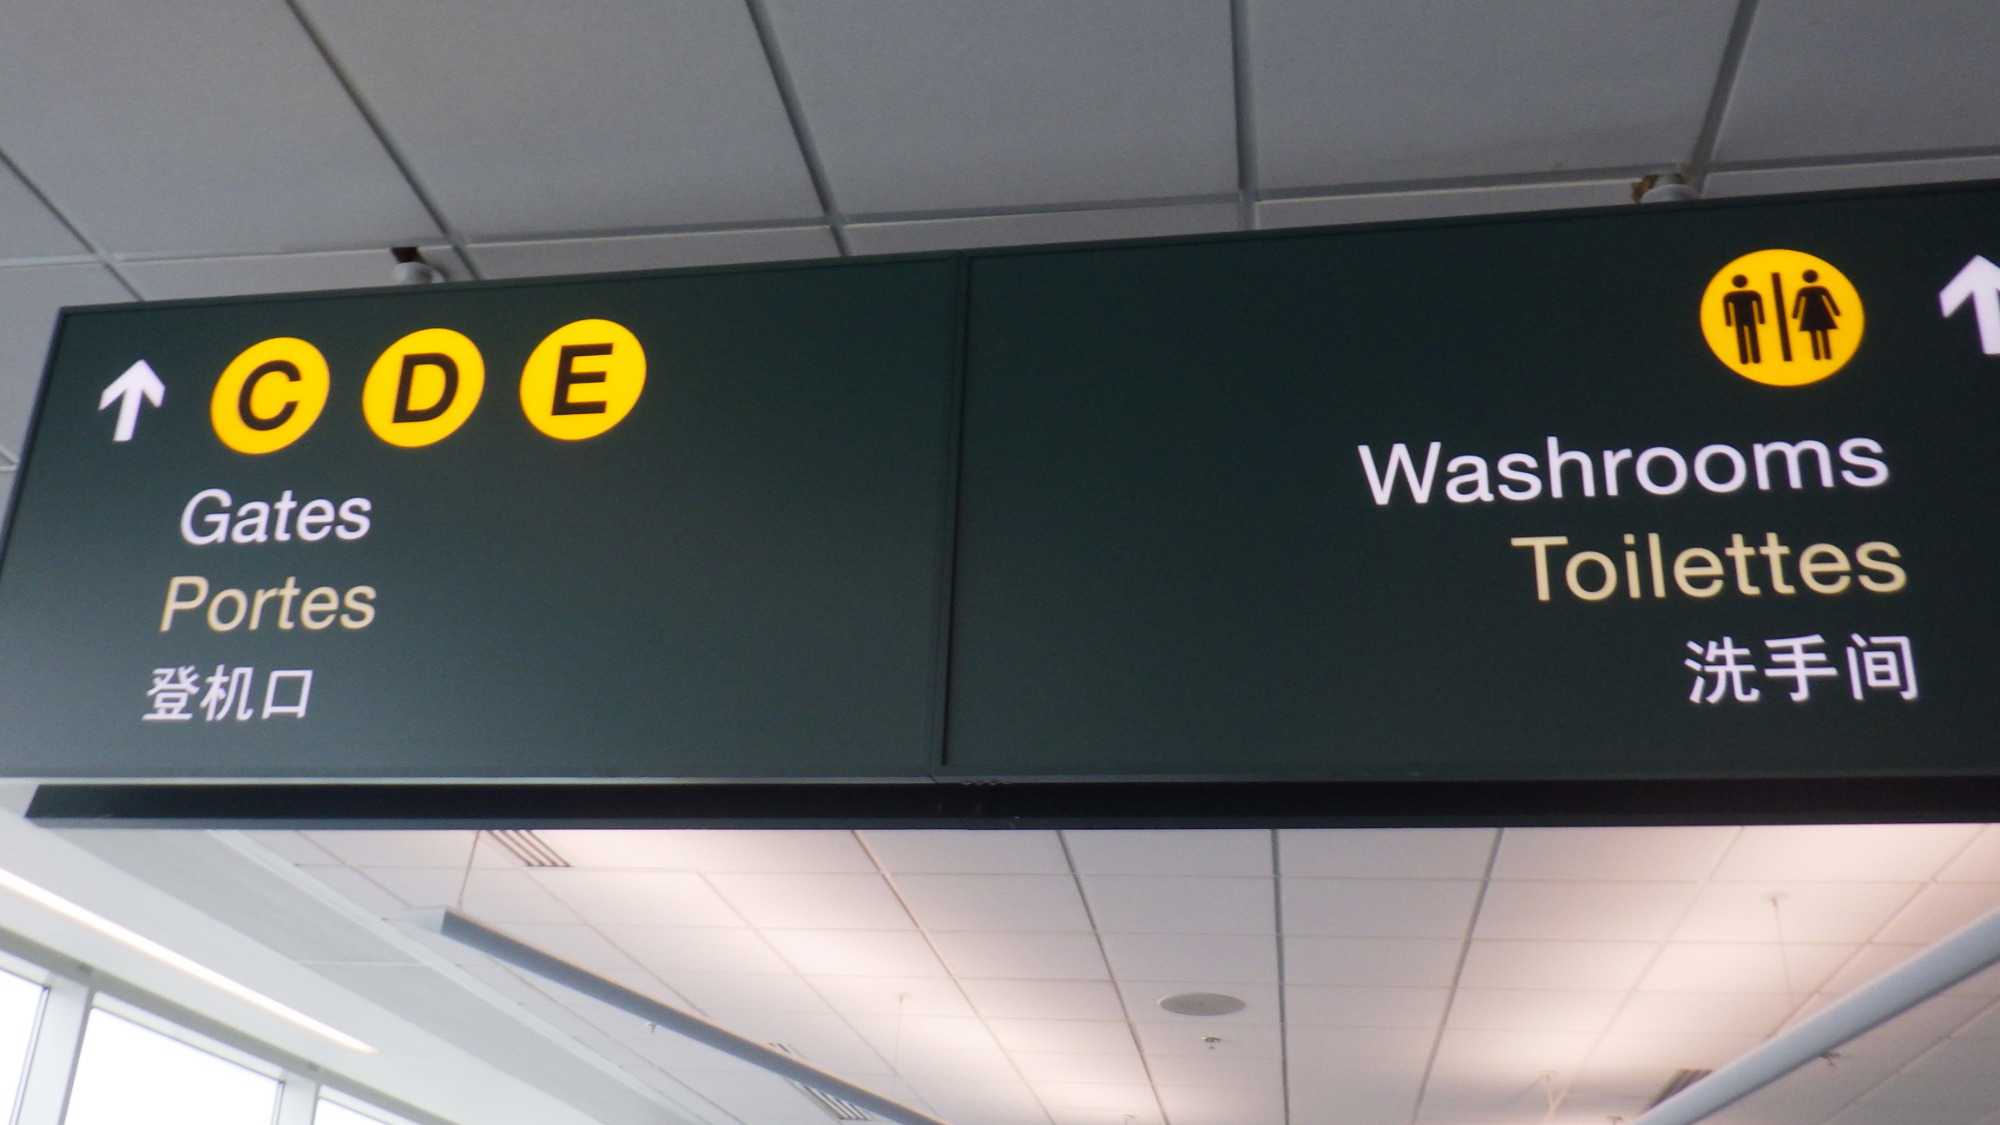 C D E
Gates
Portes
登机口
Washrooms
Toilettes
洗手间